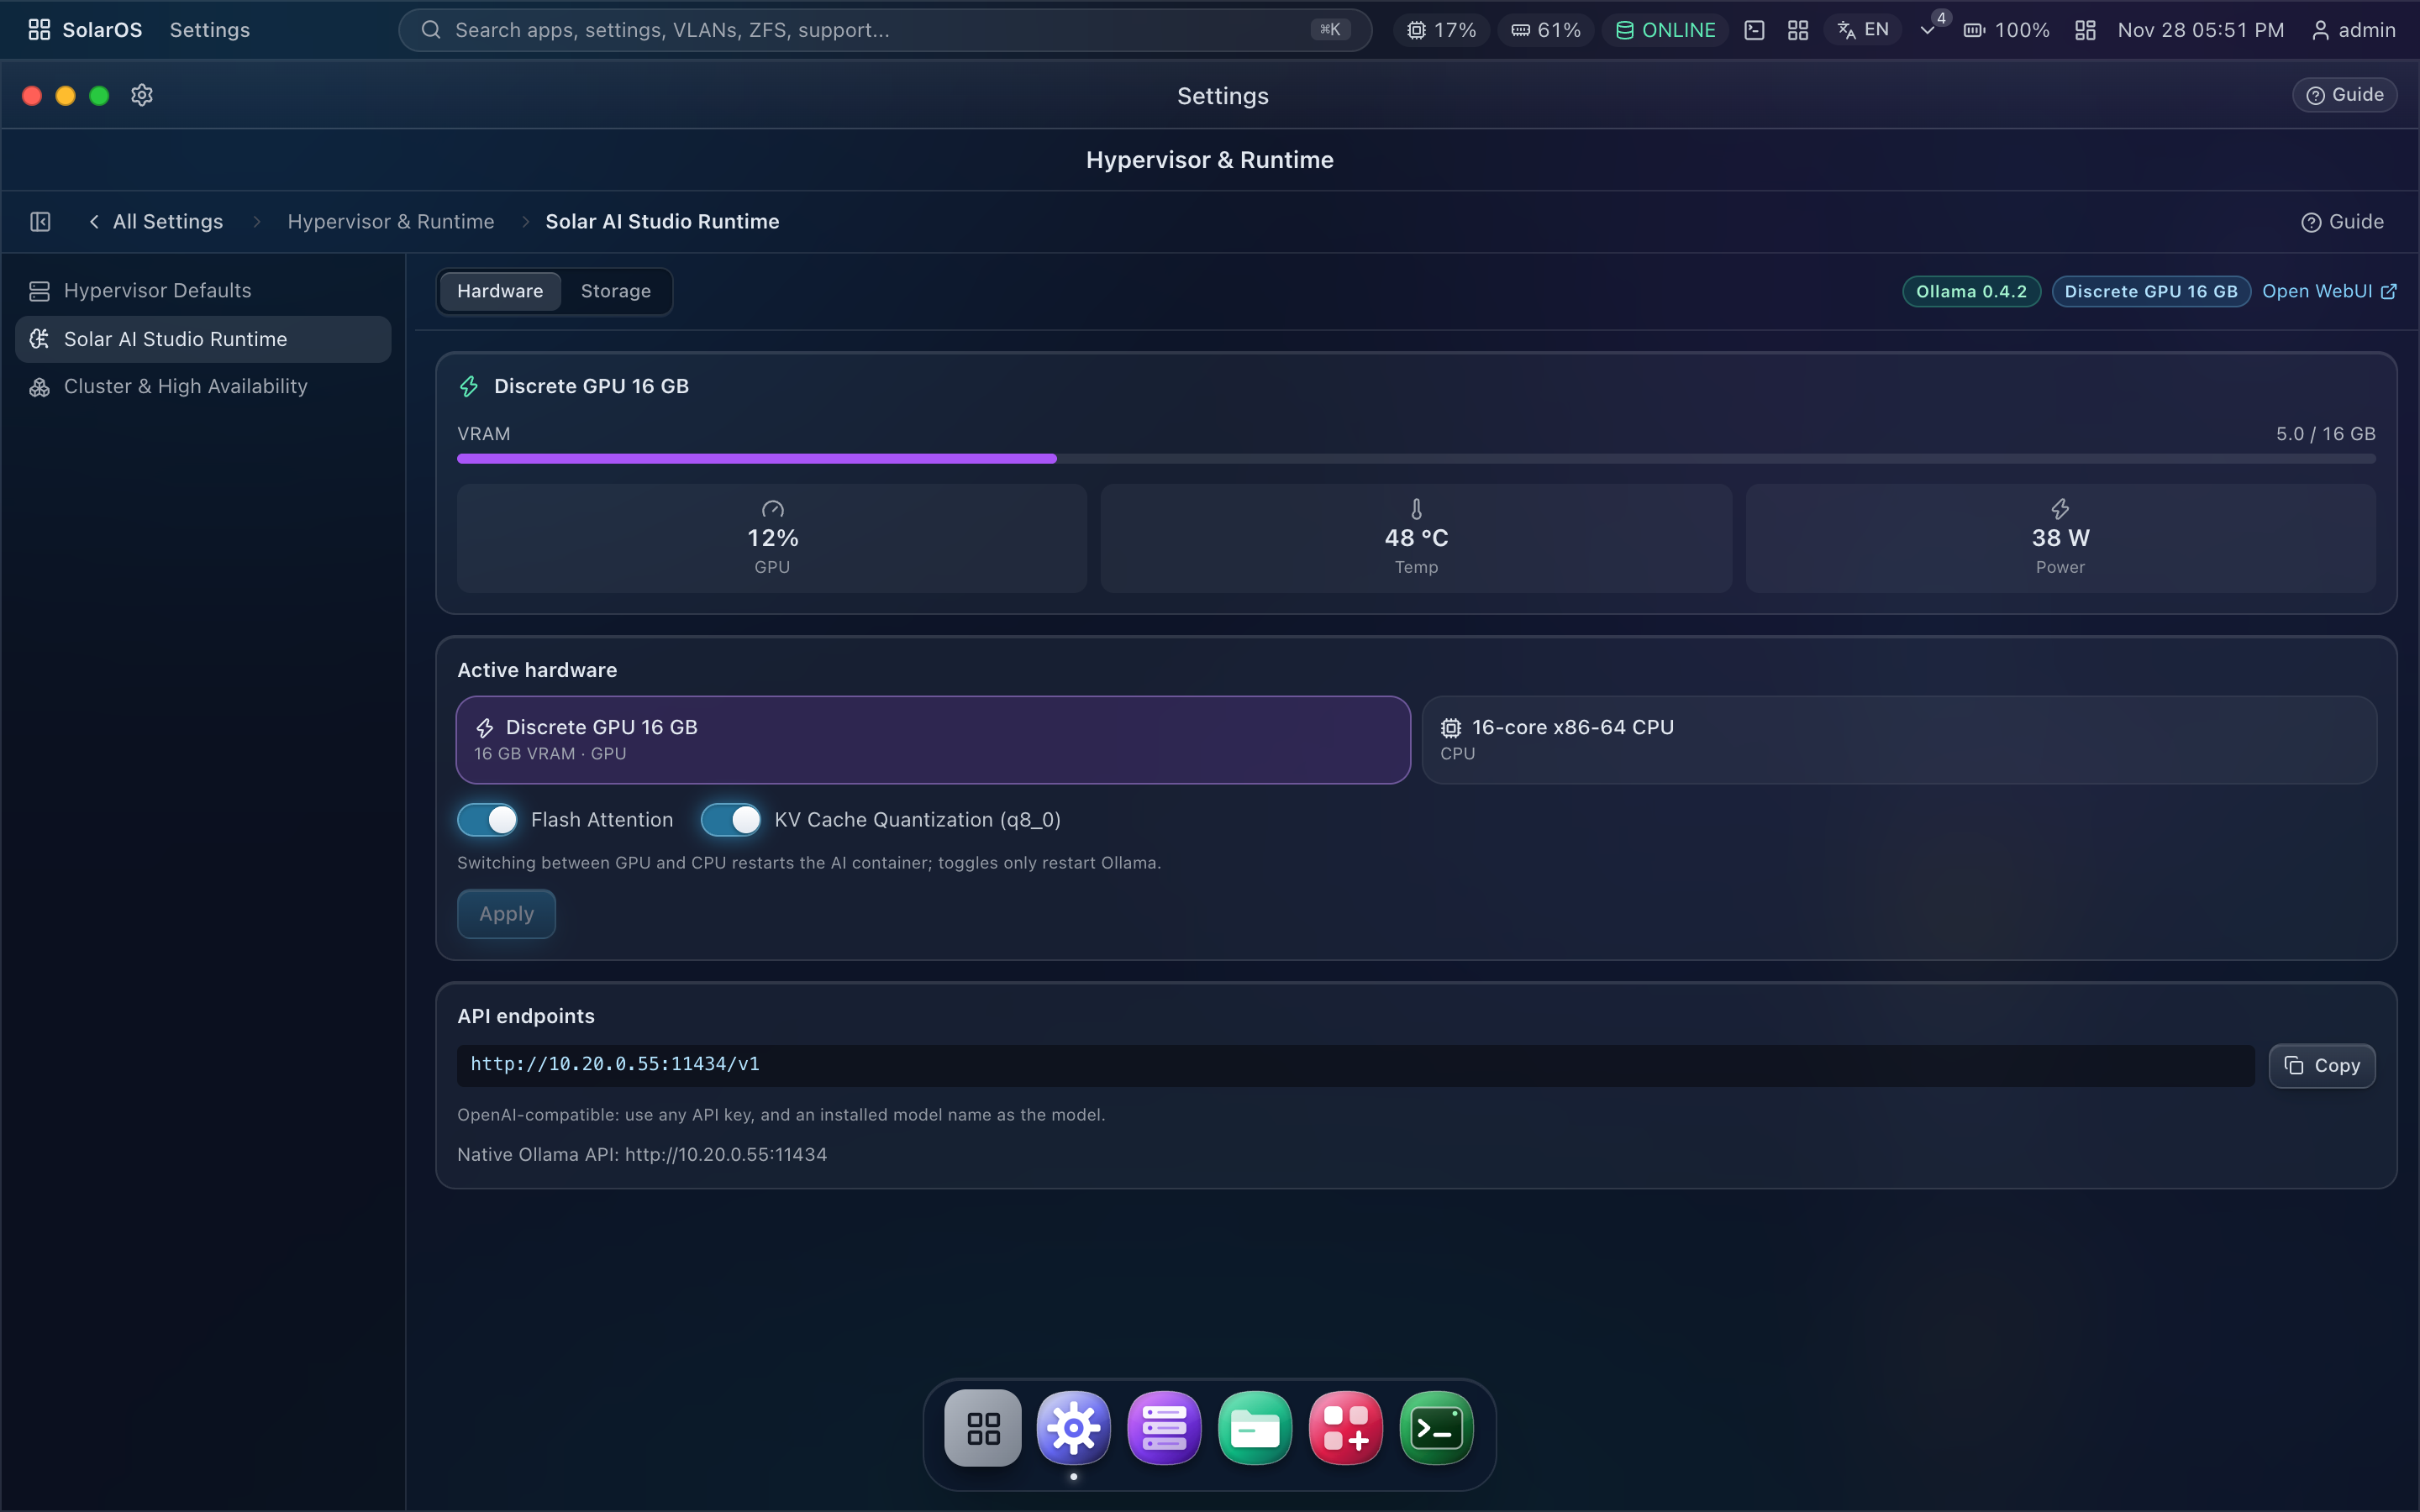 SolarOS Settings Search apps, settings, VLANs, ZFS, support... ⌘K 17% 61% ONLINE EN 4 100% Nov 28 05:51 PM admin
Settings Guide
Hypervisor & Runtime
All Settings Hypervisor & Runtime Solar AI Studio Runtime Guide
Hypervisor Defaults
Solar AI Studio Runtime
Cluster & High Availability
Hardware Storage Ollama 0.4.2 Discrete GPU 16 GB Open WebUI
Discrete GPU 16 GB
VRAM 5.0 / 16 GB
12% 48 °C 38 W
GPU Temp Power
Active hardware
Discrete GPU 16 GB 16-core x86-64 CPU
16 GB VRAM · GPU CPU
Flash Attention KV Cache Quantization (q8_0)
Switching between GPU and CPU restarts the AI container; toggles only restart Ollama.
Apply
API endpoints
http://10.20.0.55:11434/v1 Copy
OpenAI-compatible: use any API key, and an installed model name as the model.
Native Ollama API: http://10.20.0.55:11434